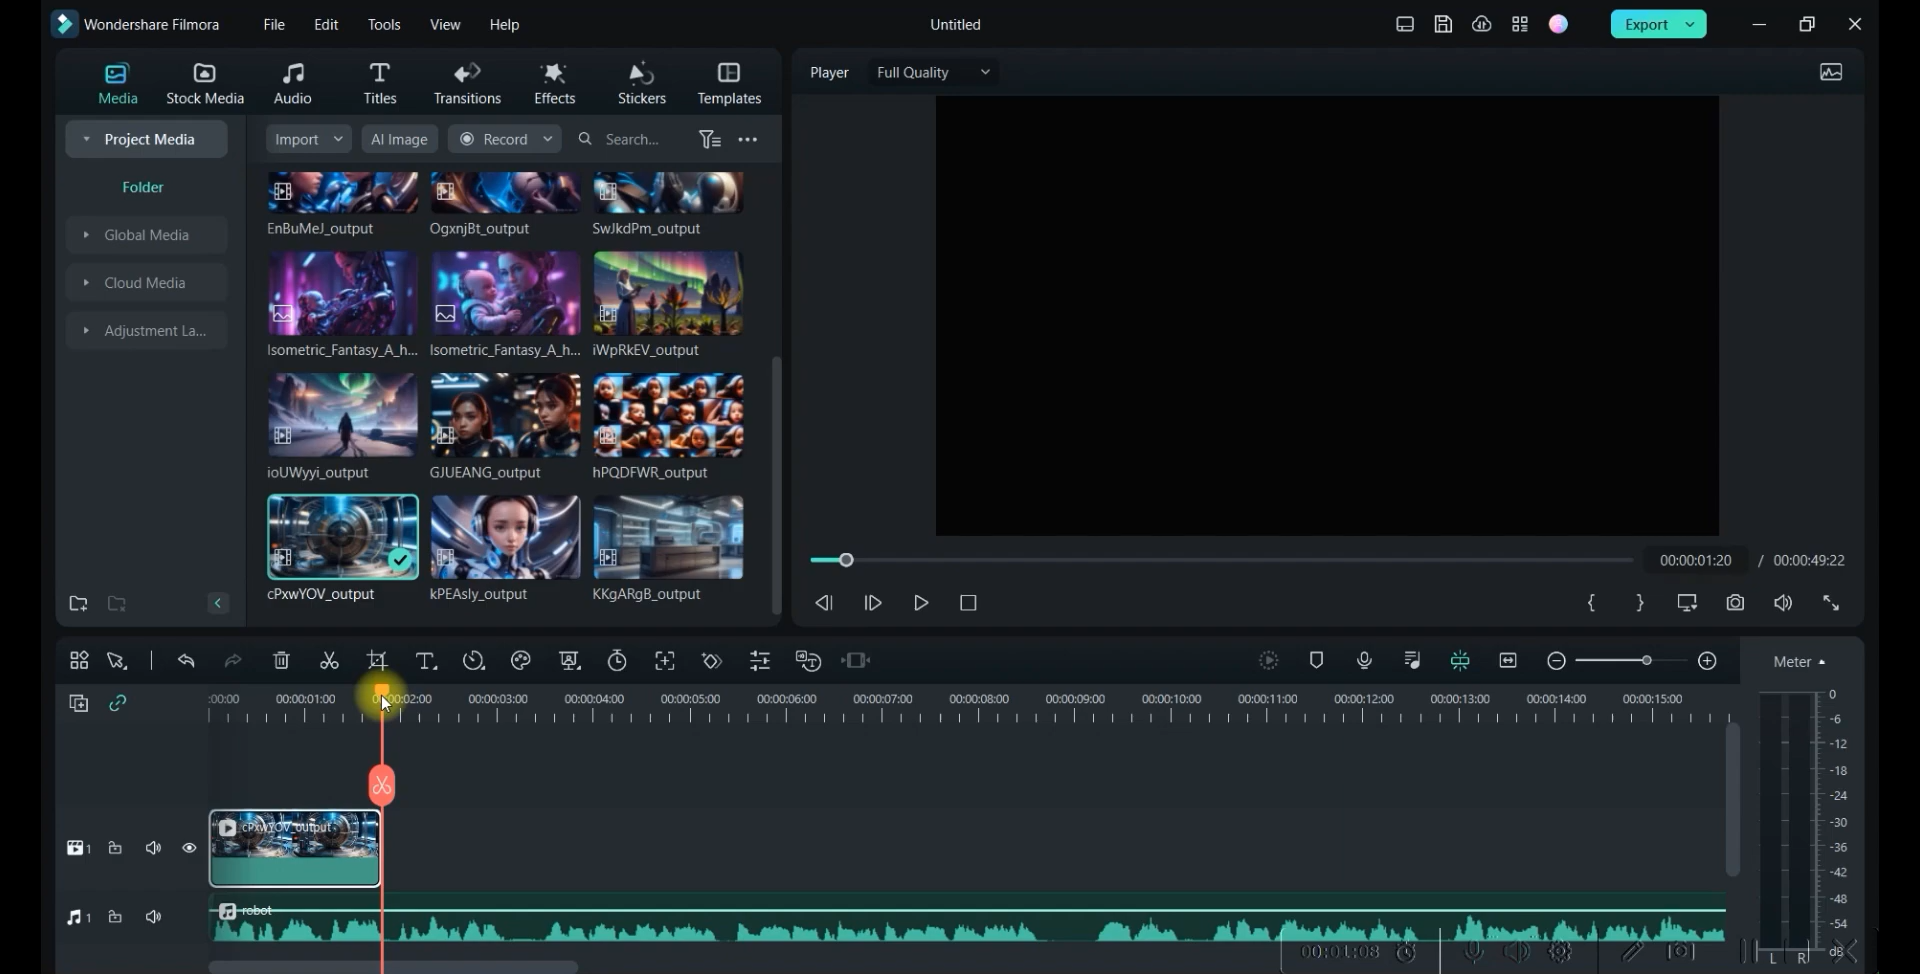 Wondershare Filmora File Edit Tools View Help Untitled Export
Media Stock Media Audio Titles Transitions Effects Stickers Templates
Player Full Quality
Project Media
Import AI Image Record Search...
Folder
Global Media
Cloud Media
Adjustment La...
EnBuMeJ_output OgxnjBt_output SwJkdPm_output
Isometric_Fantasy_A_h... Isometric_Fantasy_A_h... iWpRkEV_output
ioUWyyi_output GJUEANG_output hPQDFWR_output
cPxwYOV_output kPEAsly_output KKgARgB_output
00:00:01:20 / 00:00:49:22
Meter
:00:00 00:00:01:00 00:00:02:00 00:00:03:00 00:00:04:00 00:00:05:00 00:00:06:00 00:00:07:00 00:00:08:00 00:00:09:00 00:00:10:00 00:00:11:00 00:00:12:00 00:00:13:00 00:00:14:00 00:00:15:00
0
-6
-12
-18
-24
-30
-36
-42
-48
-54
dB
cPxwYOV_output
1
robot
1
00:01:08
L R